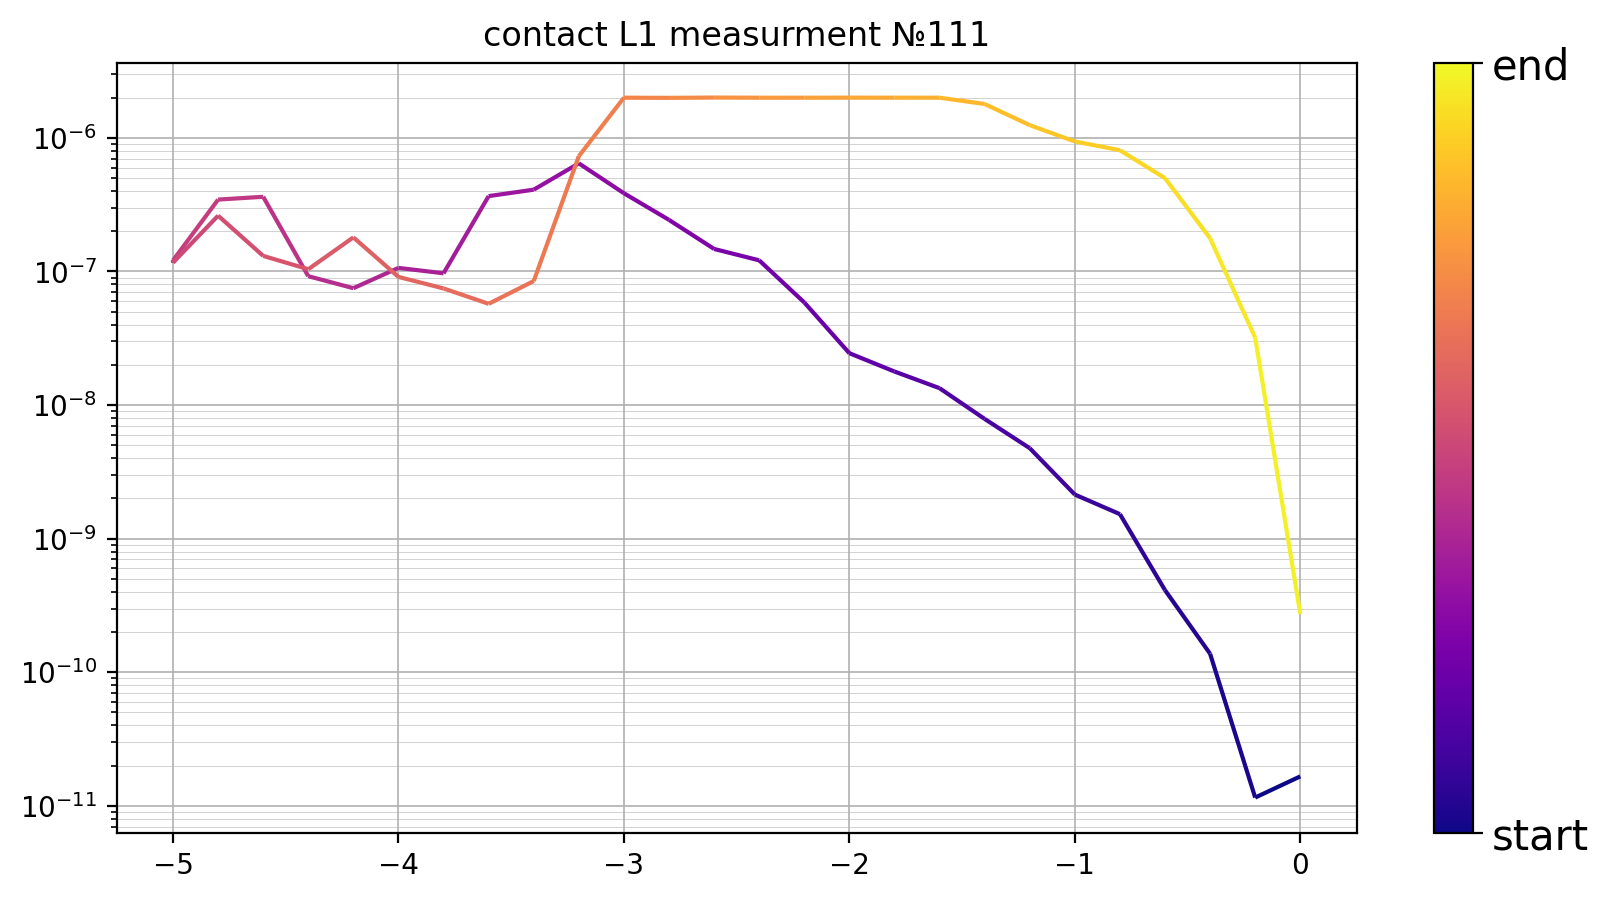 contact L1 measurment №111
end
10⁻⁶
10⁻⁷
10⁻⁸
10⁻⁹
10⁻¹⁰
10⁻¹¹
start
−5 −4 −3 −2 −1 0